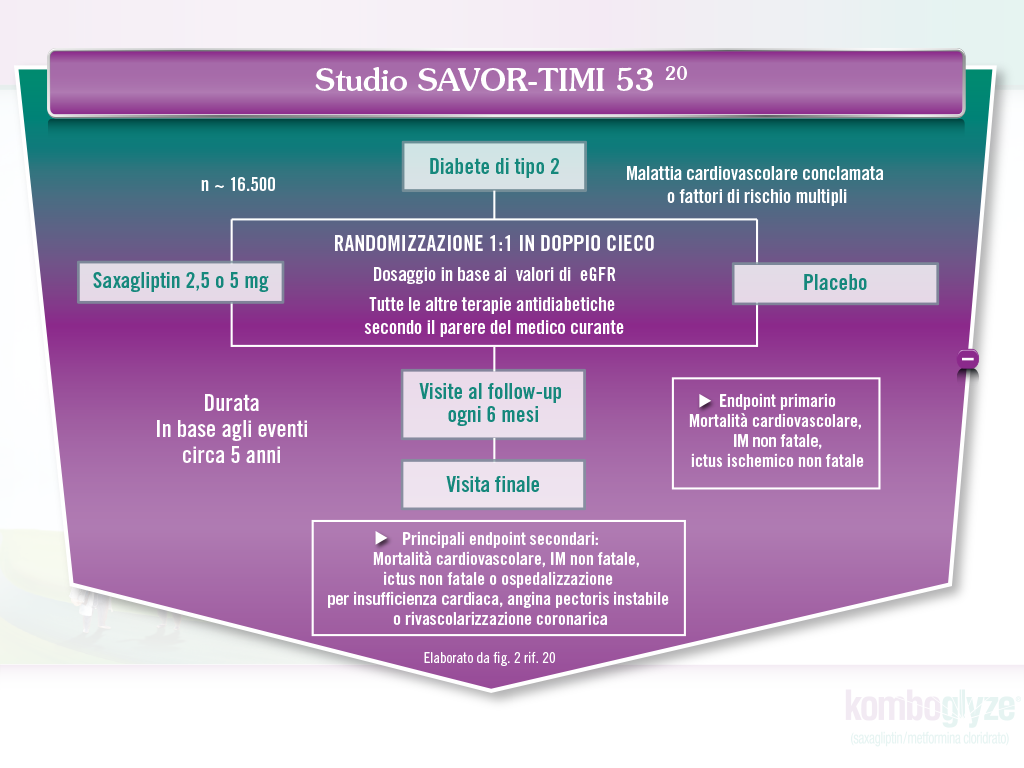 Studio SAVOR-TIMI 53 20
Diabete di tipo 2
n ~ 16.500
Malattia cardiovascolare conclamata
o fattori di rischio multipli
RANDOMIZZAZIONE 1:1 IN DOPPIO CIECO
Dosaggio in base ai valori di eGFR
Tutte le altre terapie antidiabetiche
secondo il parere del medico curante
Saxagliptin 2,5 o 5 mg
Placebo
Visite al follow-up
ogni 6 mesi
Durata
In base agli eventi
circa 5 anni
Endpoint primario
Mortalità cardiovascolare,
IM non fatale,
ictus ischemico non fatale
Visita finale
Principali endpoint secondari:
Mortalità cardiovascolare, IM non fatale,
ictus non fatale o ospedalizzazione
per insufficienza cardiaca, angina pectoris instabile
o rivascolarizzazione coronarica
Elaborato da fig. 2 rif. 20
komboglyze
(saxagliptin/metformina cloridrato)